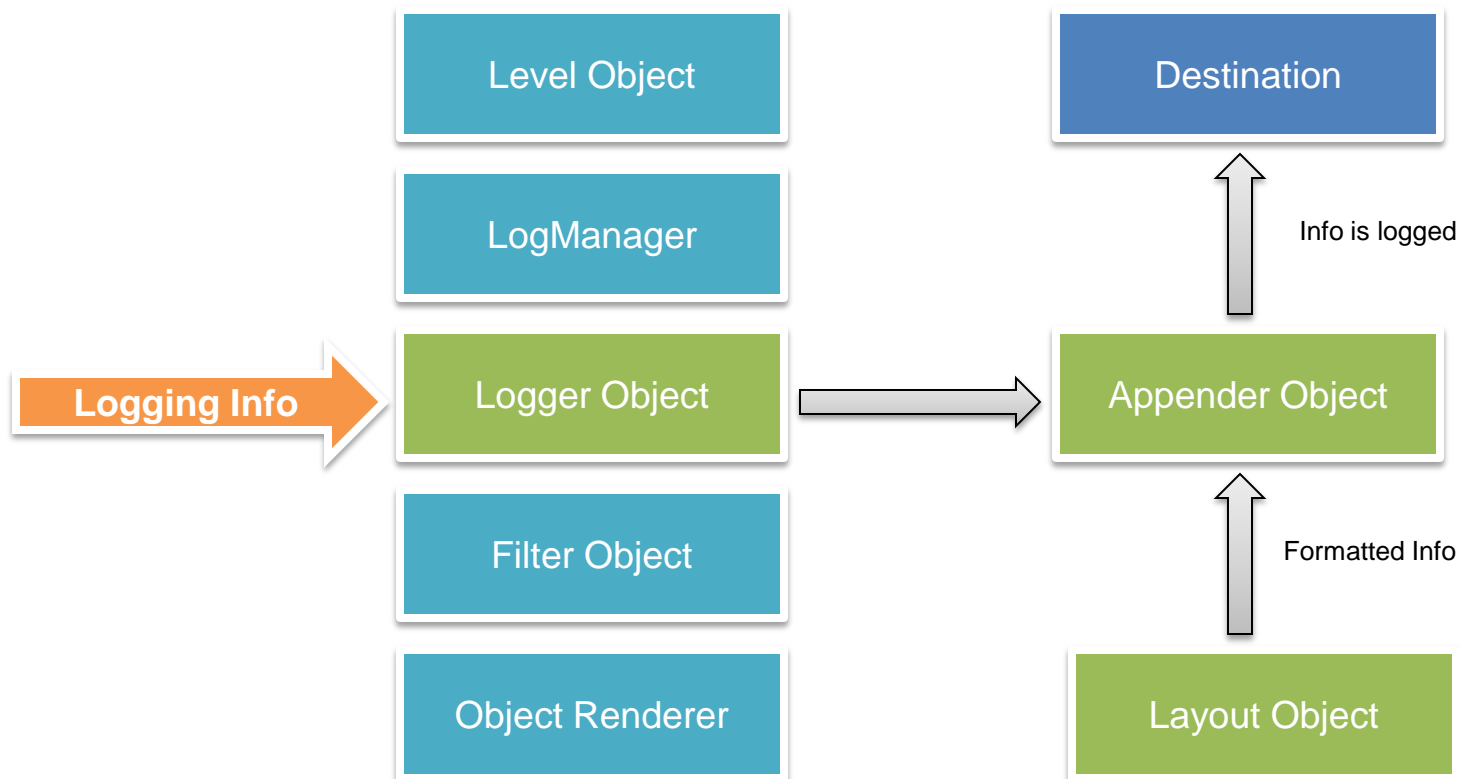 Level Object
Destination
LogManager
Info is logged
Logging Info
Logger Object
Appender Object
Filter Object
Formatted Info
Object Renderer
Layout Object